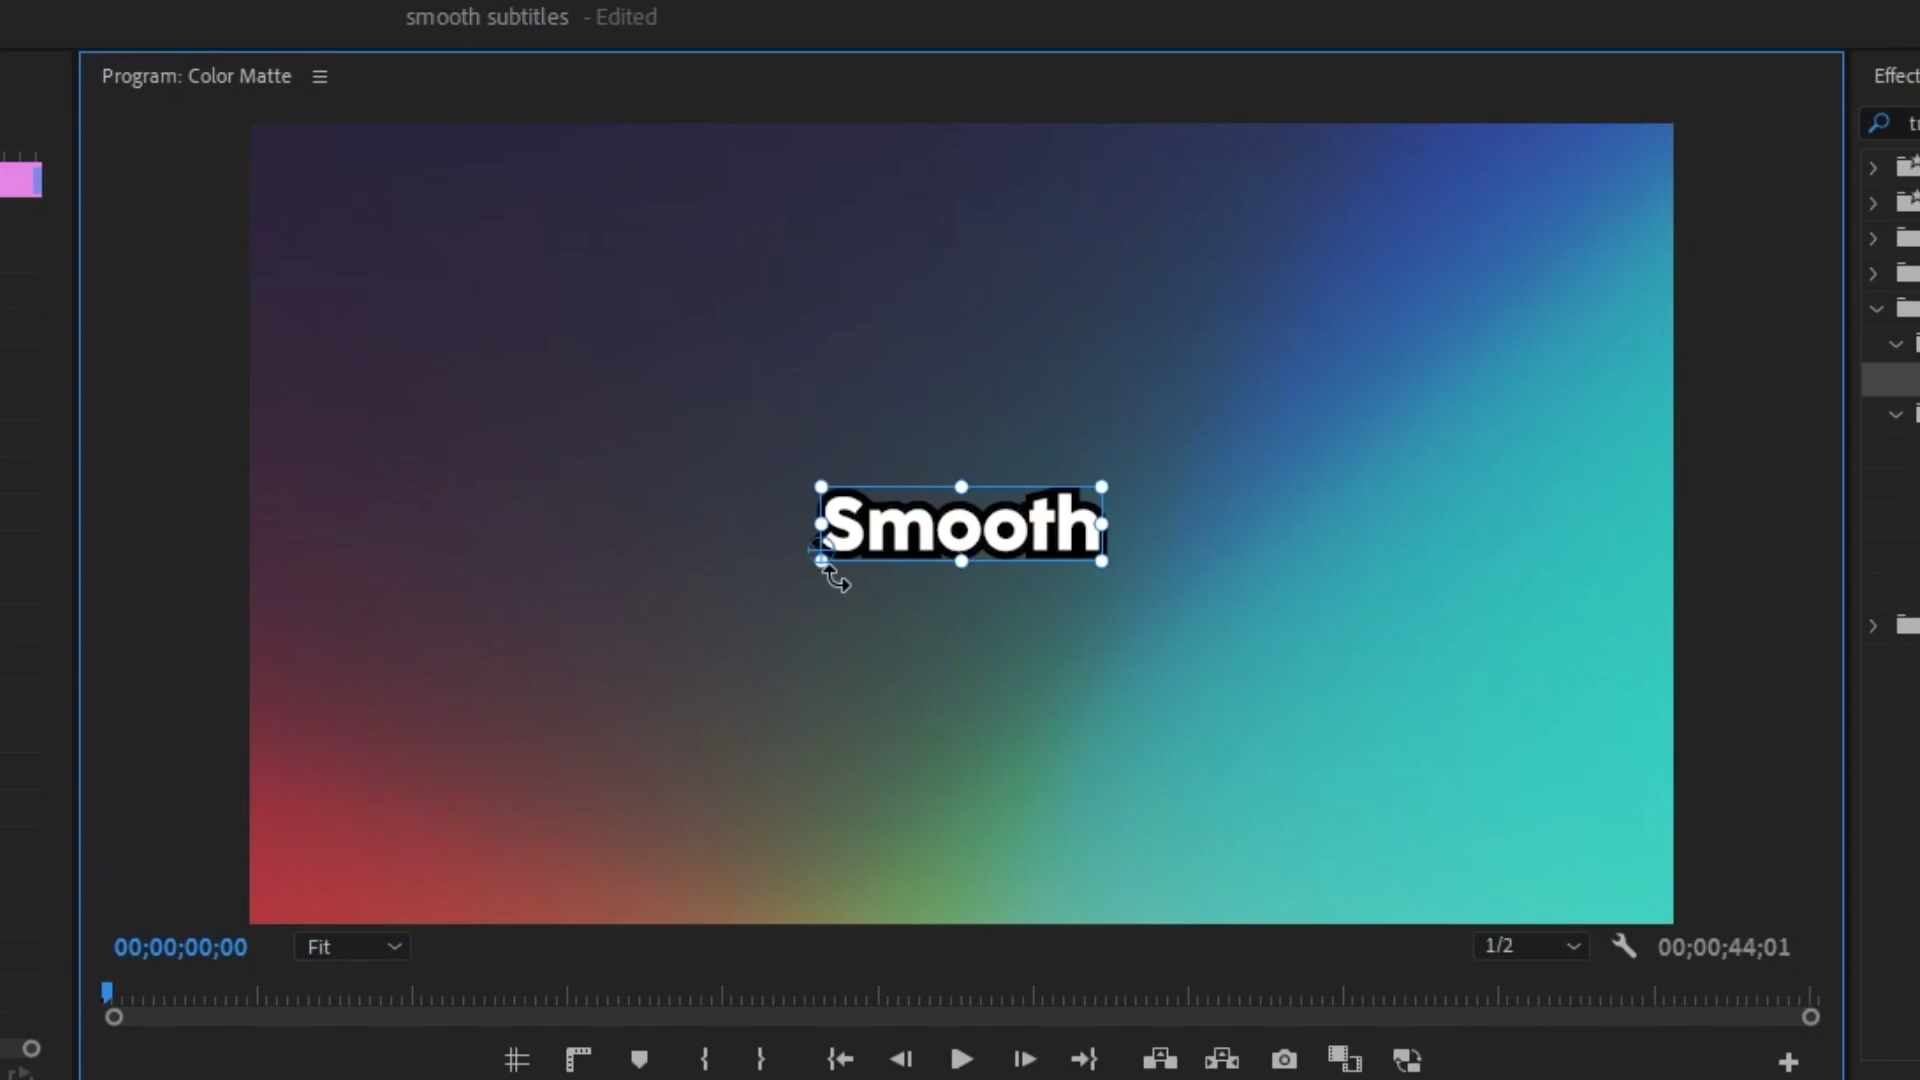 smooth subtitles - Edited
Program: Color Matte
Effect
tr
Smooth
00;00;00;00
Fit
1/2
00;00;44;01